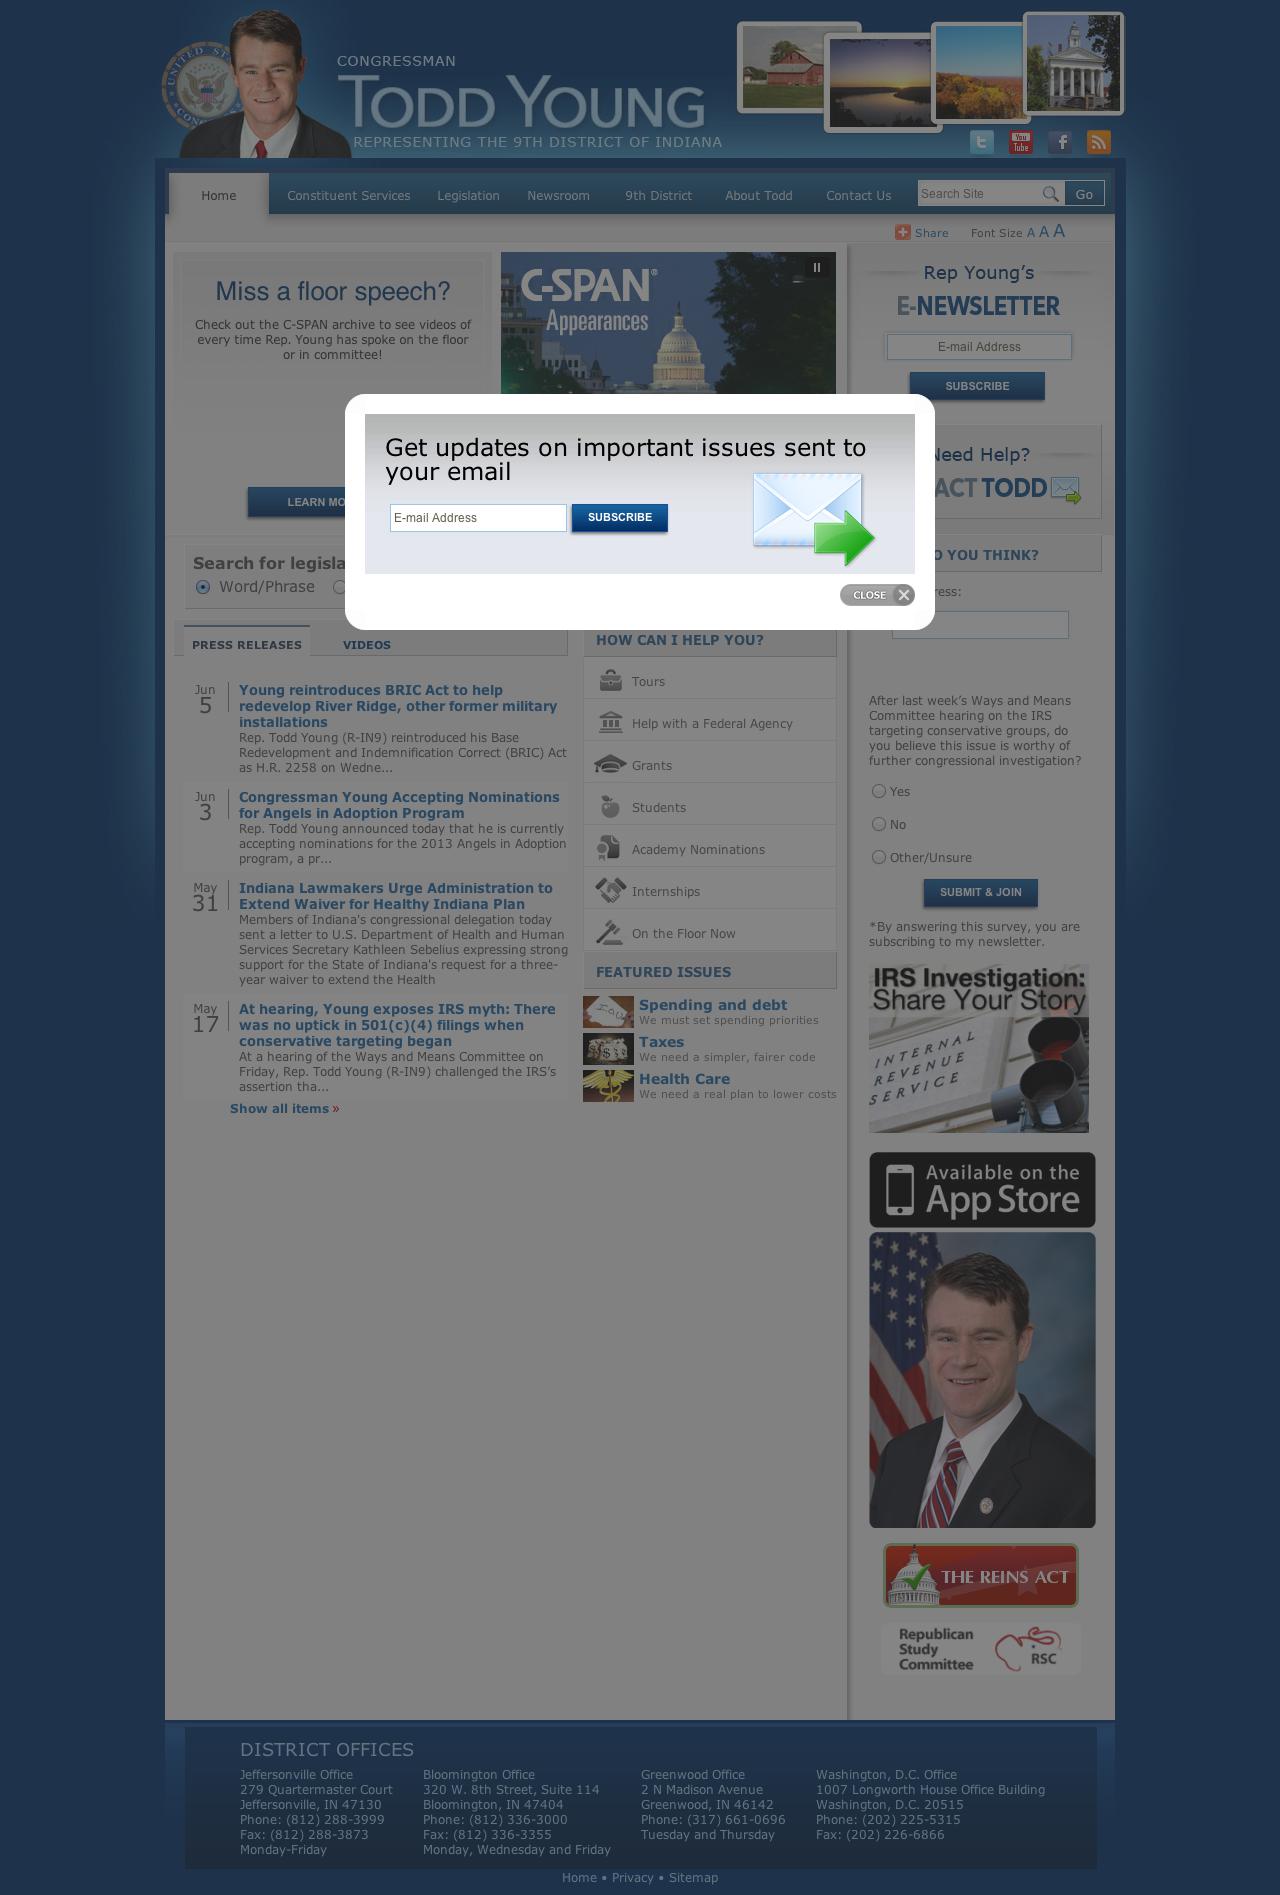 CONGRESSMAN
TODD YOUNG
REPRESENTING THE 9TH DISTRICT OF INDIANA
You Tube
Home
Constituent Services
Legislation
Newsroom
9th District
About Todd
Contact Us
Search Site
Go
Share
Font Size A A A
Miss a floor speech?
Check out the C-SPAN archive to see videos of
every time Rep. Young has spoken on the floor
or in committee!
LEARN MO
C-SPAN®
Appearances
Rep Young's
E-NEWSLETTER
E-mail Address
SUBSCRIBE
Need Help?
ACT TODD
Get updates on important issues sent to
your email
E-mail Address
SUBSCRIBE
CLOSE
Search for legisla
Word/Phrase
O YOU THINK?
ress:
PRESS RELEASES
VIDEOS
Jun
5
Young reintroduces BRIC Act to help
redevelop River Ridge, other former military
installations
Rep. Todd Young (R-IN9) reintroduced his Base
Redevelopment and Indemnification Correct (BRIC) Act
as H.R. 2258 on Wedne...
Jun
3
Congressman Young Accepting Nominations
for Angels in Adoption Program
Rep. Todd Young announced today that he is currently
accepting nominations for the 2013 Angels in Adoption
program, a pr...
May
31
Indiana Lawmakers Urge Administration to
Extend Waiver for Healthy Indiana Plan
Members of Indiana's congressional delegation today
sent a letter to U.S. Department of Health and Human
Services Secretary Kathleen Sebelius expressing strong
support for the State of Indiana's request for a three-
year waiver to extend the Health
May
17
At hearing, Young exposes IRS myth: There
was no uptick in 501(c)(4) filings when
conservative targeting began
At a hearing of the Ways and Means Committee on
Friday, Rep. Todd Young (R-IN9) challenged the IRS's
assertion tha...
Show all items »
HOW CAN I HELP YOU?
Tours
Help with a Federal Agency
Grants
Students
Academy Nominations
Internships
On the Floor Now
FEATURED ISSUES
Spending and debt
We must set spending priorities
Taxes
We need a simpler, fairer code
Health Care
We need a real plan to lower costs
After last week's Ways and Means
Committee hearing on the IRS
targeting conservative groups, do
you believe this issue is worthy of
further congressional investigation?
Yes
No
Other/Unsure
SUBMIT & JOIN
*By answering this survey, you are
subscribing to my newsletter.
IRS Investigation:
Share Your Story
INTERNAL
REVENUE
SERVICE
Available on the
App Store
THE REINS ACT
Republican
Study
Committee
RSC
DISTRICT OFFICES
Jeffersonville Office
279 Quartermaster Court
Jeffersonville, IN 47130
Phone: (812) 288-3999
Fax: (812) 288-3873
Monday-Friday
Bloomington Office
320 W. 8th Street, Suite 114
Bloomington, IN 47404
Phone: (812) 336-3000
Fax: (812) 336-3355
Monday, Wednesday and Friday
Greenwood Office
2 N Madison Avenue
Greenwood, IN 46142
Phone: (317) 661-0696
Tuesday and Thursday
Washington, D.C. Office
1007 Longworth House Office Building
Washington, D.C. 20515
Phone: (202) 225-5315
Fax: (202) 226-6866
Home • Privacy • Sitemap